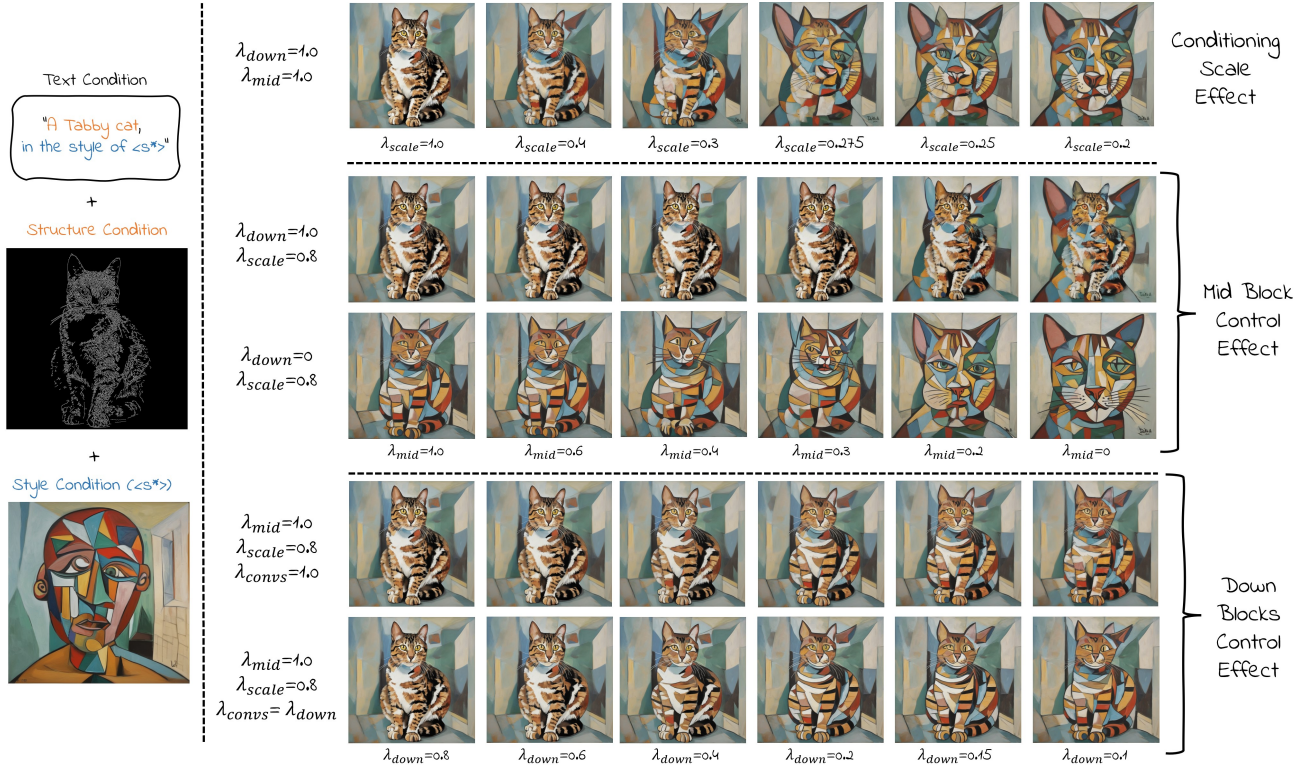 Text Condition
"A Tabby cat,
in the style of <s*>"
+
Structure Condition
+
Style Condition (<s*>)
λdown=1.0
λmid=1.0
λscale=1.0 λscale=0.4 λscale=0.3 λscale=0.275 λscale=0.25 λscale=0.2
Conditioning
Scale
Effect
λdown=1.0
λscale=0.8
λdown=0
λscale=0.8
λmid=1.0 λmid=0.6 λmid=0.4 λmid=0.3 λmid=0.2 λmid=0
Mid Block
Control
Effect
λmid=1.0
λscale=0.8
λconvs=1.0
λmid=1.0
λscale=0.8
λconvs= λdown
λdown=0.8 λdown=0.6 λdown=0.4 λdown=0.2 λdown=0.15 λdown=0.1
Down
Blocks
Control
Effect